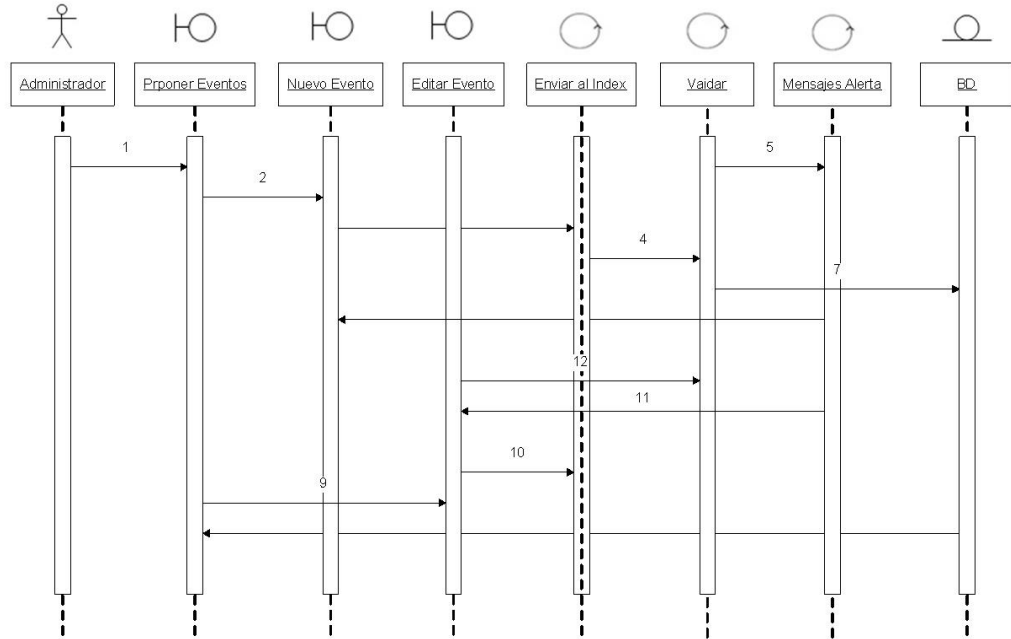 Administrador
Prponer Eventos
Nuevo Evento
Editar Evento
Enviar al Index
Vaidar
Mensajes Alerta
BD
1
5
2
4
7
12
11
10
9